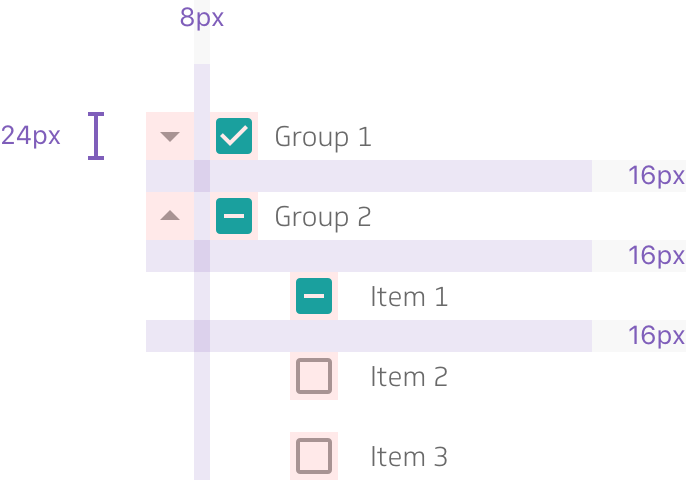 8px
24px
Group 1
16px
Group 2
16px
Item 1
16px
Item 2
Item 3